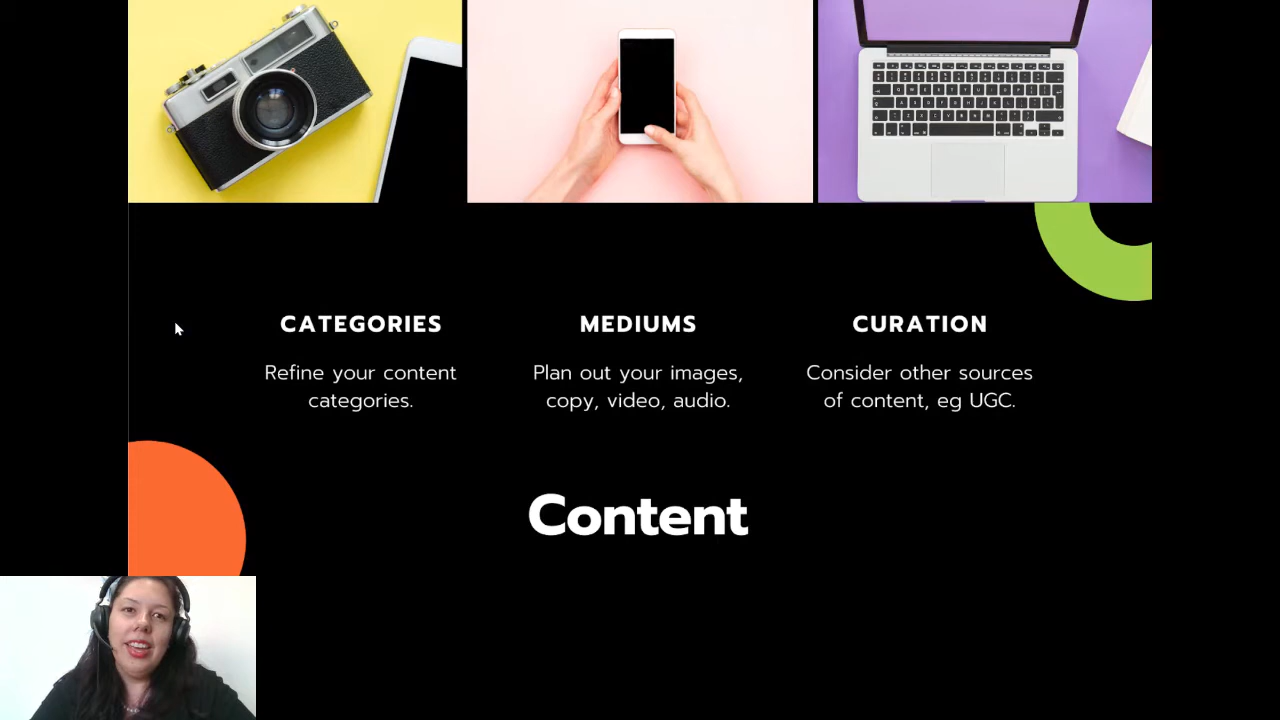 CATEGORIES
Refine your content
categories.
MEDIUMS
Plan out your images,
copy, video, audio.
CURATION
Consider other sources
of content, eg UGC.
Content